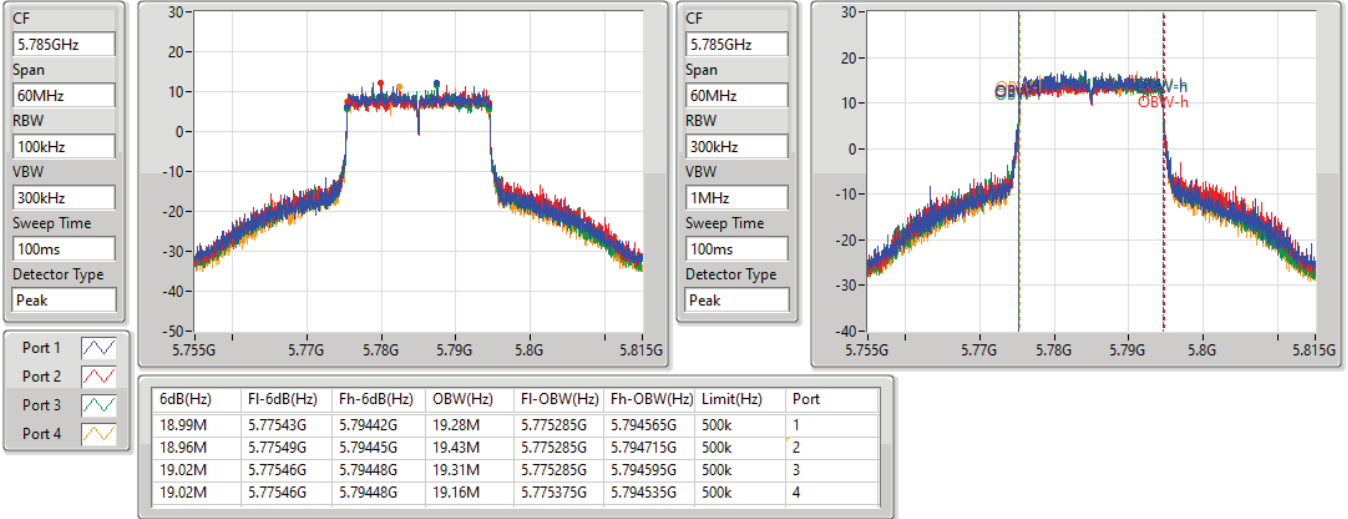 CF
5.785GHz
Span
60MHz
RBW
100kHz
VBW
300kHz
Sweep Time
100ms
Detector Type
Peak
30
20
10
0
-10
-20
-30
-40
-50
5.755G 5.77G 5.78G 5.79G 5.8G 5.815G
CF
5.785GHz
Span
60MHz
RBW
300kHz
VBW
1MHz
Sweep Time
100ms
Detector Type
Peak
30
20
10
0
-10
-20
-30
-40
OBW-h
5.755G 5.77G 5.78G 5.79G 5.8G 5.815G
Port 1
Port 2
Port 3
Port 4
6dB(Hz) Fl-6dB(Hz) Fh-6dB(Hz) OBW(Hz) Fl-OBW(Hz) Fh-OBW(Hz) Limit(Hz) Port
18.99M 5.77543G 5.79442G 19.28M 5.775285G 5.794565G 500k 1
18.96M 5.77549G 5.79445G 19.43M 5.775285G 5.794715G 500k 2
19.02M 5.77546G 5.79448G 19.31M 5.775285G 5.794595G 500k 3
19.02M 5.77546G 5.79448G 19.16M 5.775375G 5.794535G 500k 4